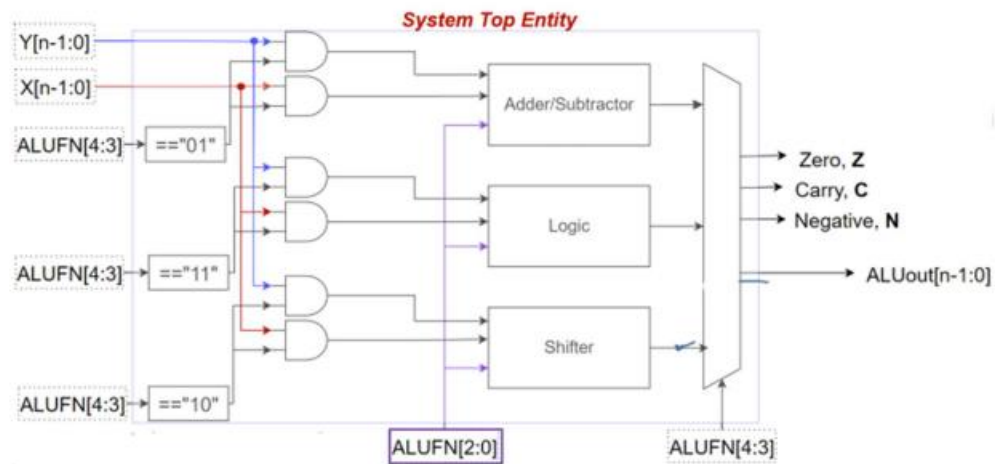 System Top Entity
Y[n-1:0]
X[n-1:0]
ALUFN[4:3]
=="01"
Adder/Subtractor
Zero, Z
Carry, C
Negative, N
ALUFN[4:3]
=="11"
Logic
ALUout[n-1:0]
ALUFN[4:3]
=="10"
Shifter
ALUFN[2:0]
ALUFN[4:3]